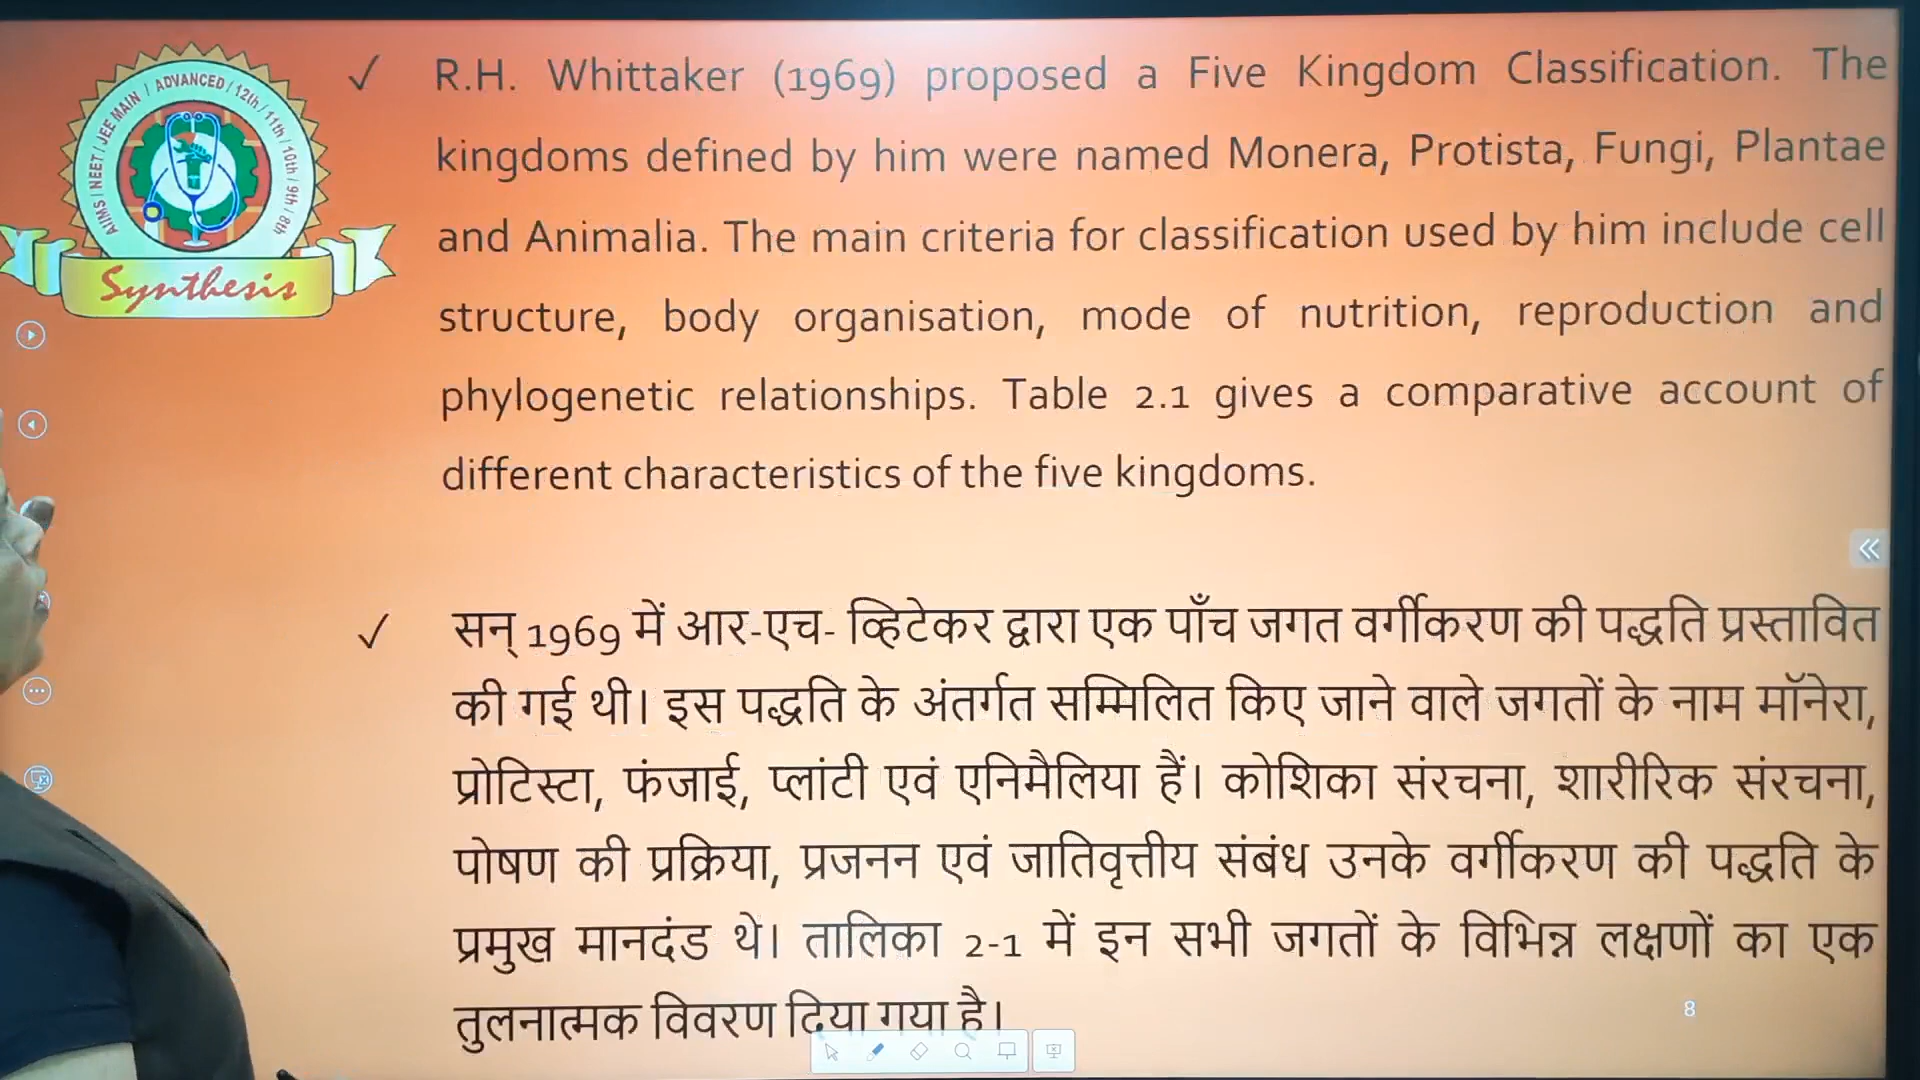 AIIMS / NEET / JEE MAIN / ADVANCED / 12th / 11th / 10th / 9th / 8th
Synthesis
✓ R.H. Whittaker (1969) proposed a Five Kingdom Classification. The
kingdoms defined by him were named Monera, Protista, Fungi, Plantae
and Animalia. The main criteria for classification used by him include cell
structure, body organisation, mode of nutrition, reproduction and
phylogenetic relationships. Table 2.1 gives a comparative account of
different characteristics of the five kingdoms.
✓ सन् 1969 में आर-एच- व्हिटेकर द्वारा एक पाँच जगत वर्गीकरण की पद्धति प्रस्तावित
की गई थी। इस पद्धति के अंतर्गत सम्मिलित किए जाने वाले जगतों के नाम मॉनेरा,
प्रोटिस्टा, फंजाई, प्लांटी एवं एनिमैलिया हैं। कोशिका संरचना, शारीरिक संरचना,
पोषण की प्रक्रिया, प्रजनन एवं जातिवृत्तीय संबंध उनके वर्गीकरण की पद्धति के
प्रमुख मानदंड थे। तालिका 2-1 में इन सभी जगतों के विभिन्न लक्षणों का एक
तुलनात्मक विवरण दिया गया है।
8